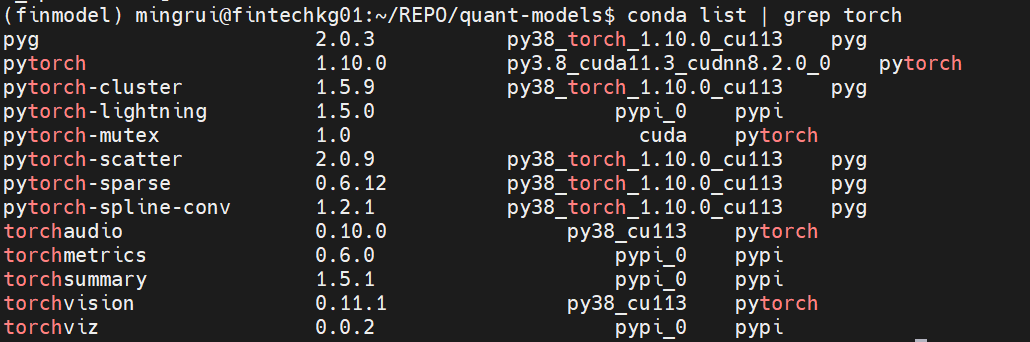 (finmodel) mingrui@fintechkg01:~/REPO/quant-models$ conda list | grep torch
pyg 2.0.3 py38_torch_1.10.0_cu113 pyg
pytorch 1.10.0 py3.8_cuda11.3_cudnn8.2.0_0 pytorch
pytorch-cluster 1.5.9 py38_torch_1.10.0_cu113 pyg
pytorch-lightning 1.5.0 pypi_0 pypi
pytorch-mutex 1.0 cuda pytorch
pytorch-scatter 2.0.9 py38_torch_1.10.0_cu113 pyg
pytorch-sparse 0.6.12 py38_torch_1.10.0_cu113 pyg
pytorch-spline-conv 1.2.1 py38_torch_1.10.0_cu113 pyg
torchaudio 0.10.0 py38_cu113 pytorch
torchmetrics 0.6.0 pypi_0 pypi
torchsummary 1.5.1 pypi_0 pypi
torchvision 0.11.1 py38_cu113 pytorch
torchviz 0.0.2 pypi_0 pypi